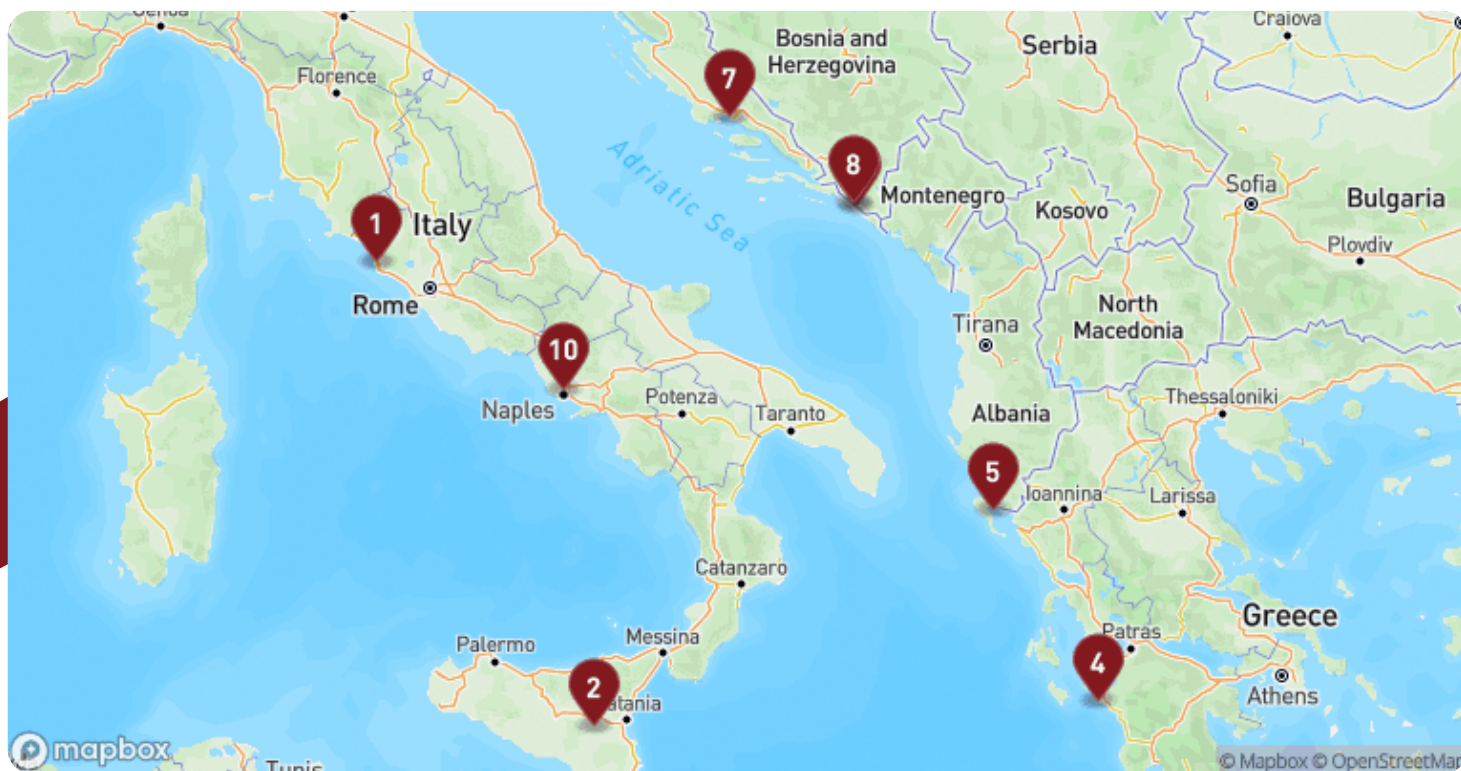 Genoa
Craiova
Bosnia and
Herzegovina
Serbia
Florence
7
Adriatic Sea
8
Montenegro
Kosovo
Sofia
Bulgaria
1
Italy
Plovdiv
Rome
North
Macedonia
Tirana
10
Naples
Potenza
Taranto
Albania
Thessaloniki
5
Ioannina
Larissa
Catanzaro
Greece
Palermo
Messina
Patras
4
2
atania
Athens
mapbox
Tunis
© Mapbox © OpenStreetMap